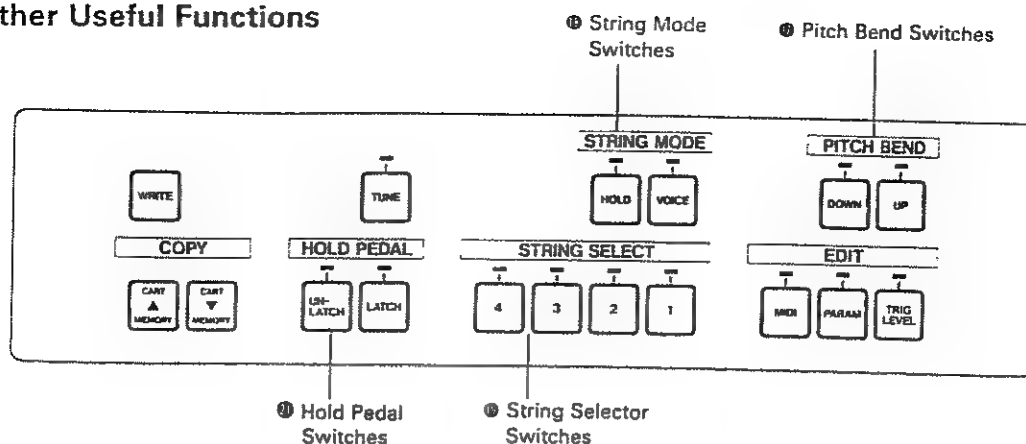 ther Useful Functions
String Mode
Switches
Pitch Bend Switches
STRING MODE
PITCH BEND
WRITE
TUNE
HOLD
VOICE
DOWN
UP
COPY
HOLD PEDAL
STRING SELECT
EDIT
CART
▲
MEMORY
CART
▼
MEMORY
UN-
LATCH
LATCH
4
3
2
1
MIDI
PARAM
TRIG
LEVEL
Hold Pedal
Switches
String Selector
Switches